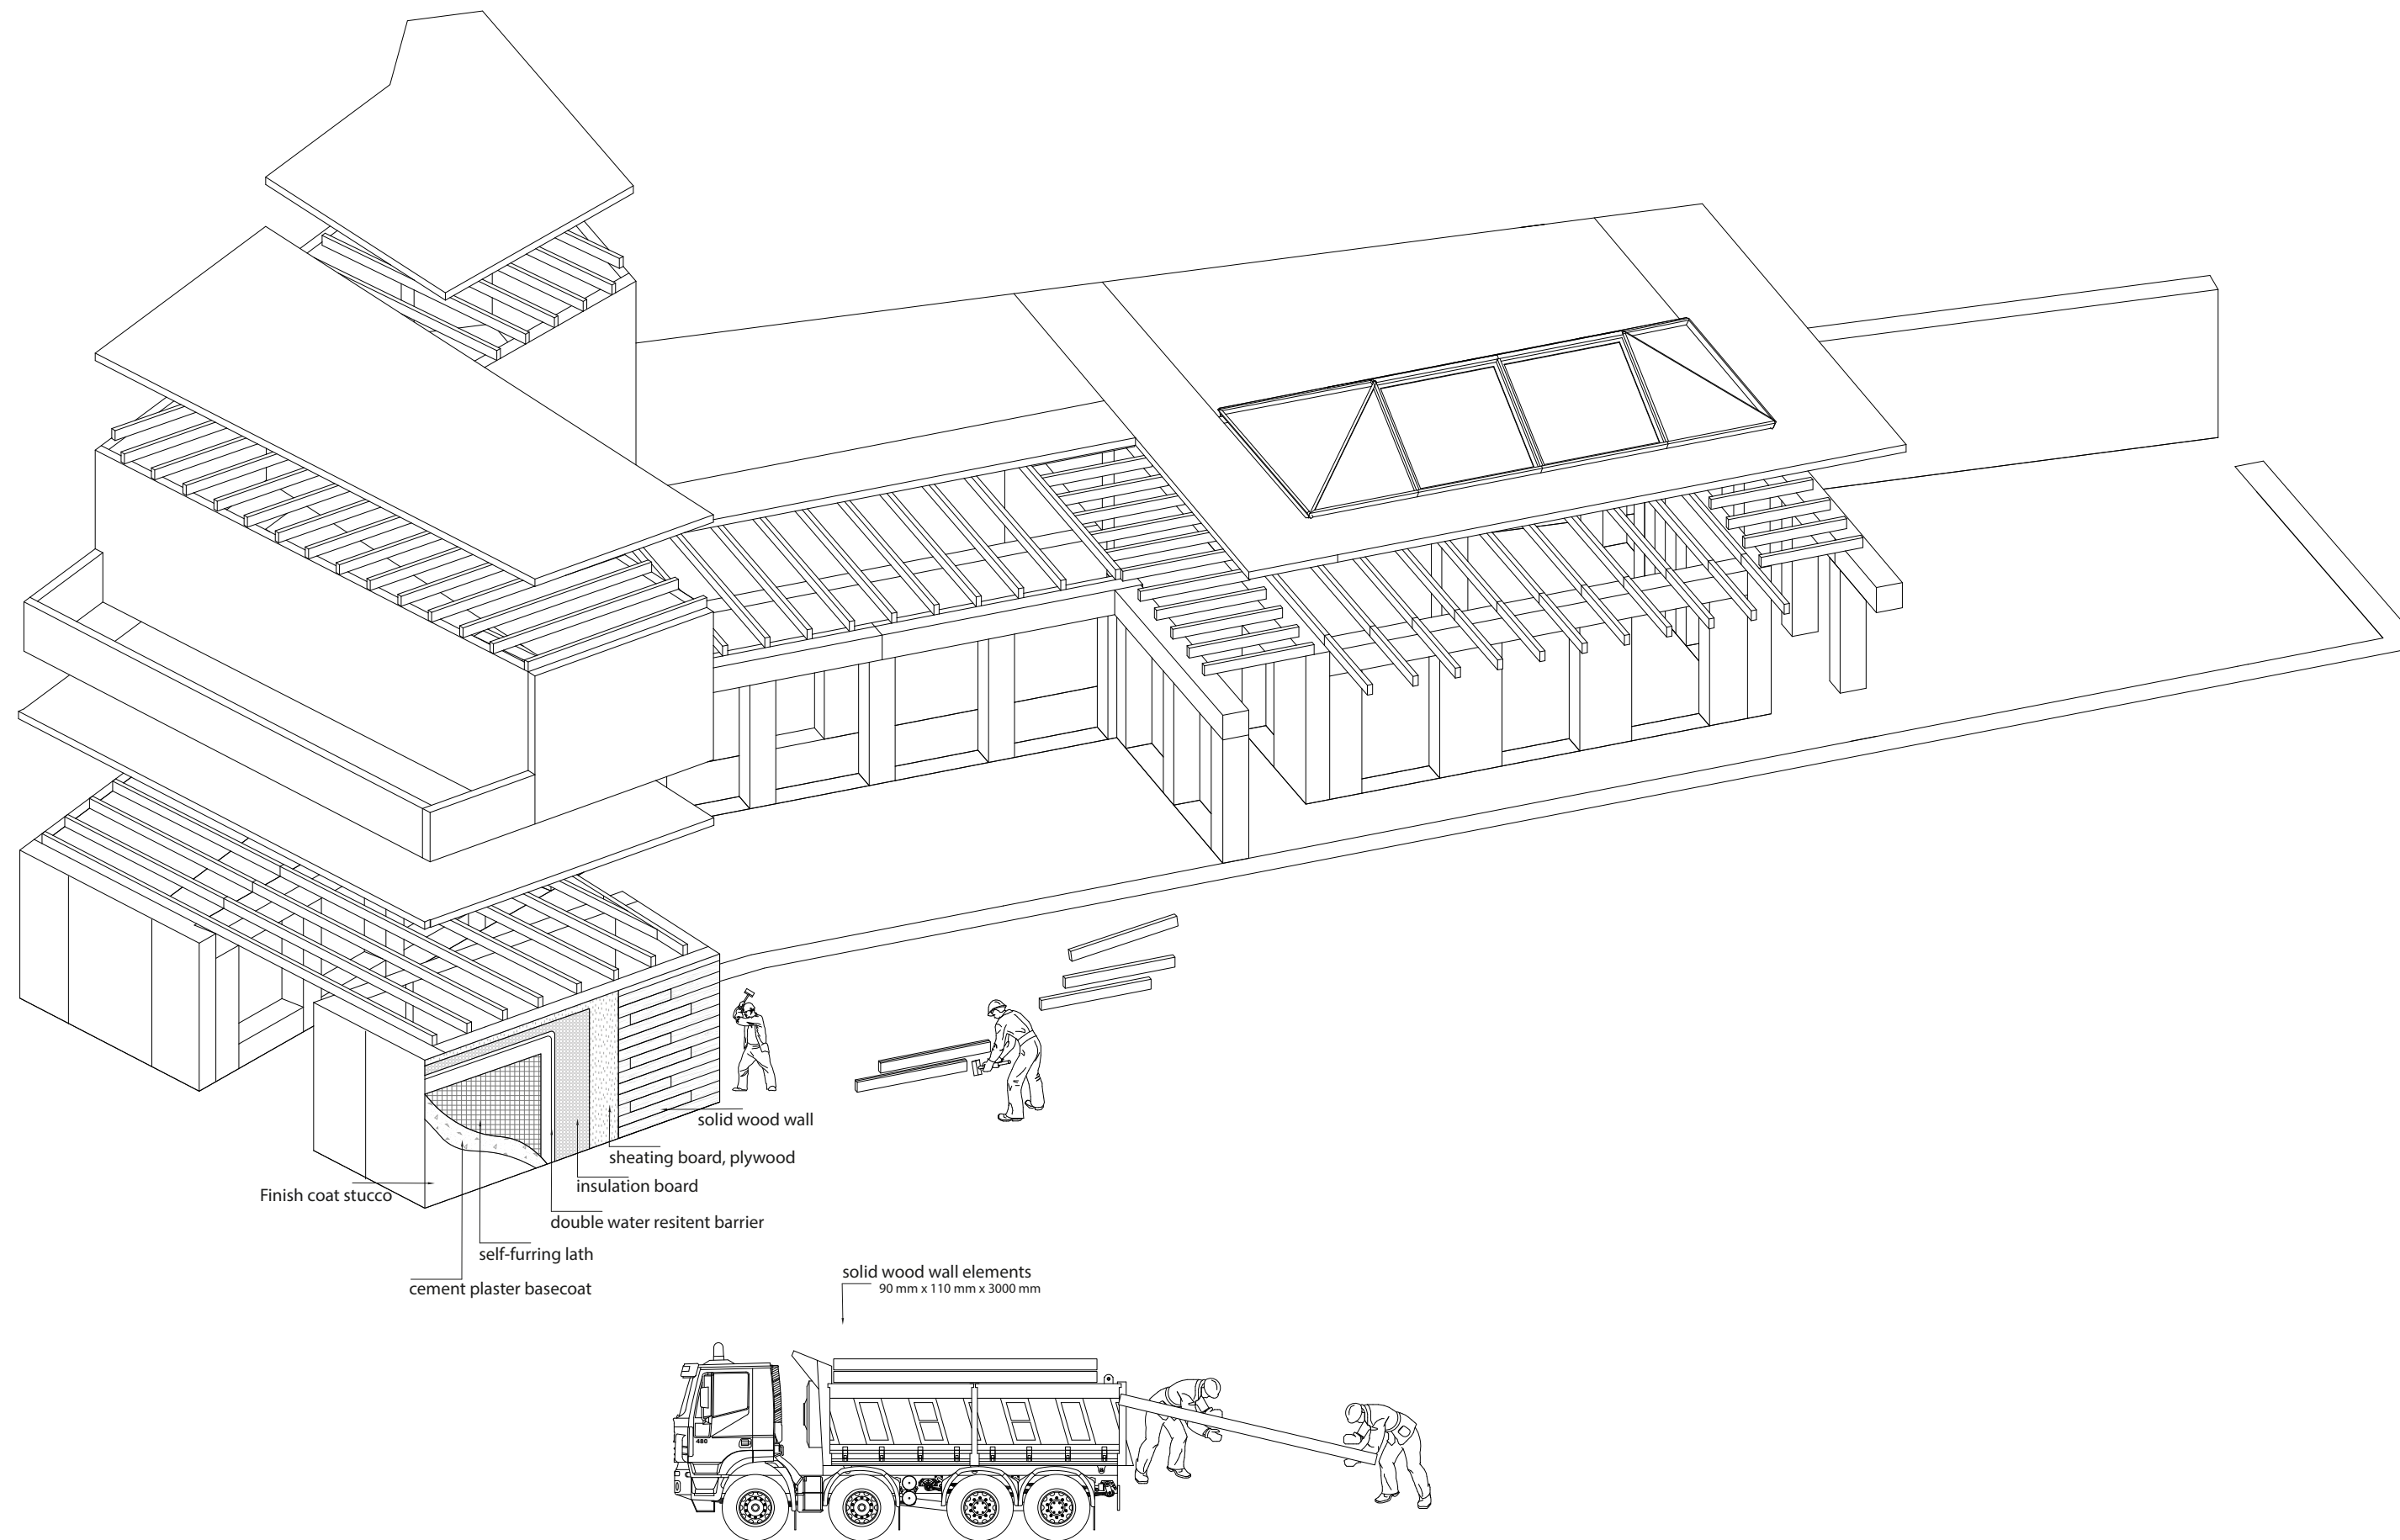 solid wood wall
sheating board, plywood
insulation board
Finish coat stucco
double water resitent barrier
self-furring lath
cement plaster basecoat
solid wood wall elements
90 mm x 110 mm x 3000 mm
480